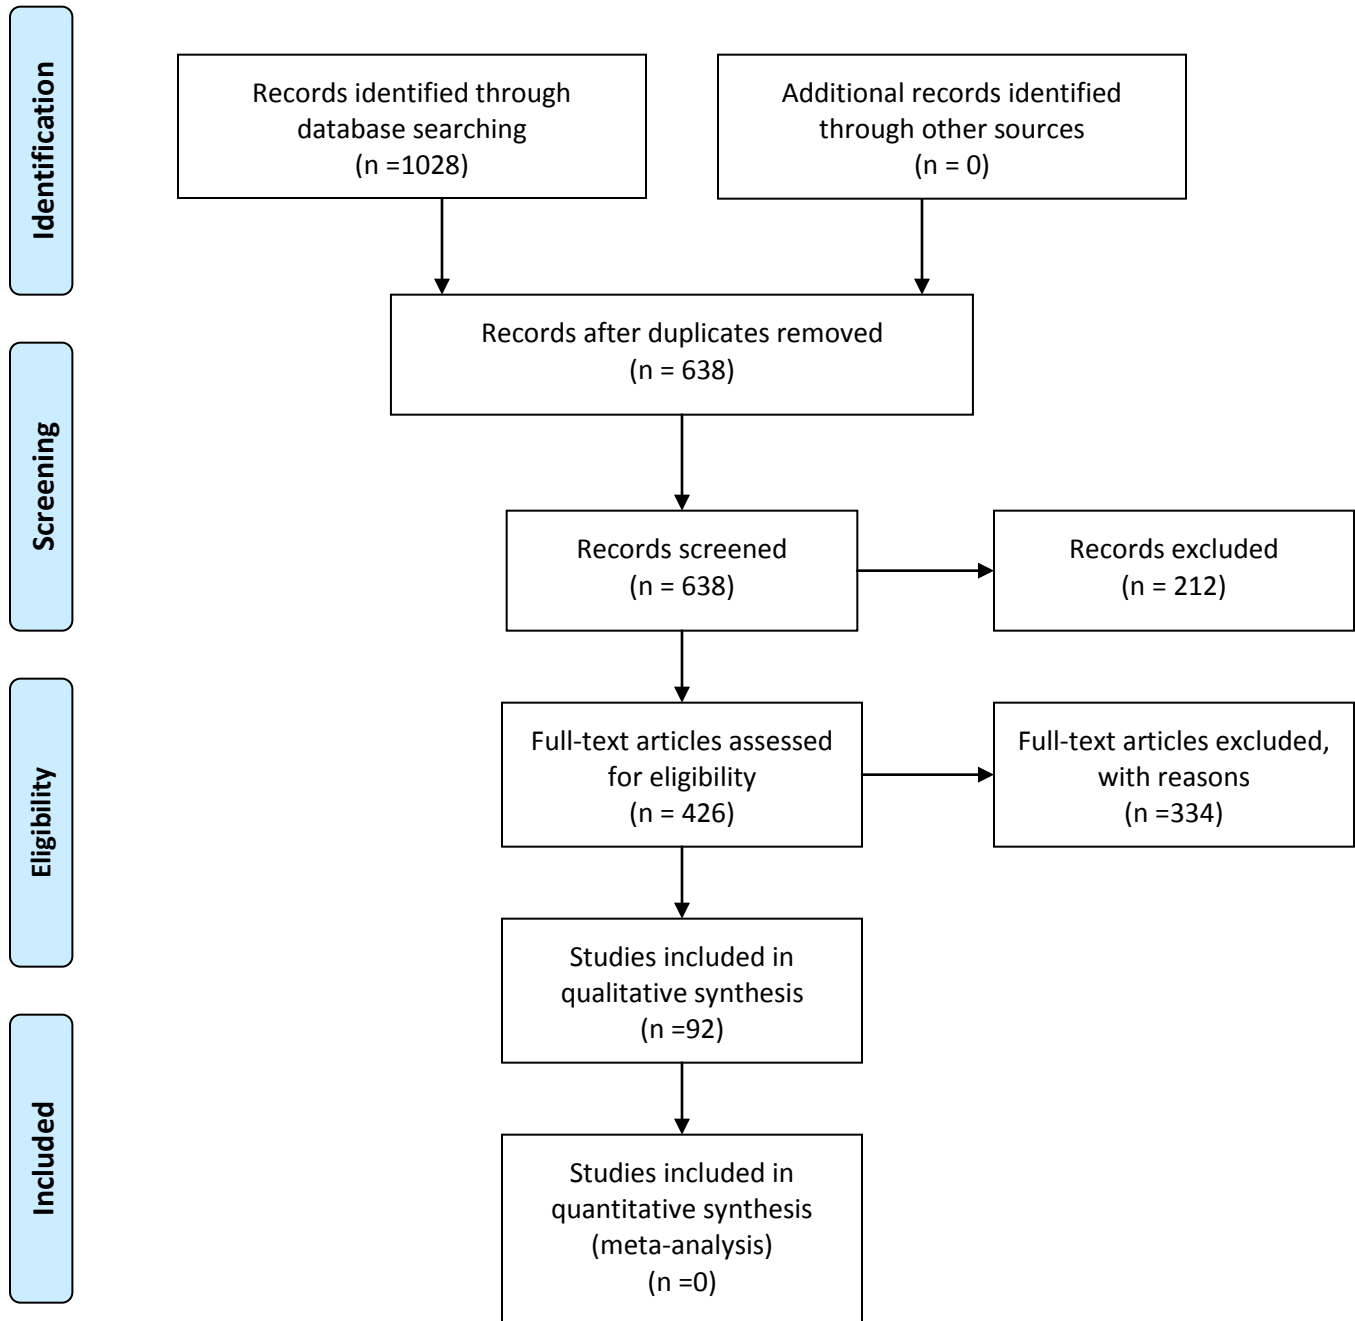 Identification
Records identified through
database searching
(n =1028)
Additional records identified
through other sources
(n = 0)
Records after duplicates removed
(n = 638)
Screening
Records screened
(n = 638)
Records excluded
(n = 212)
Eligibility
Full-text articles assessed
for eligibility
(n = 426)
Full-text articles excluded,
with reasons
(n =334)
Studies included in
qualitative synthesis
(n =92)
Included
Studies included in
quantitative synthesis
(meta-analysis)
(n =0)